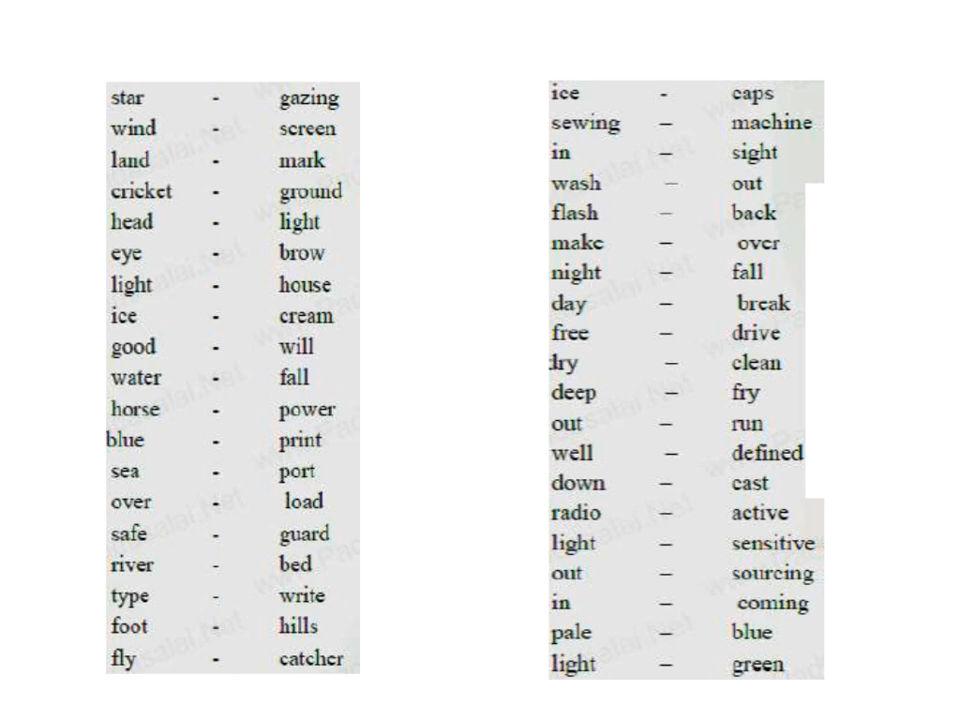 star - gazing
wind - screen
land - mark
cricket - ground
head - light
eye - brow
light - house
ice - cream
good - will
water - fall
horse - power
blue - print
sea - port
over - load
safe - guard
river - bed
type - write
foot - hills
fly - catcher
ice - caps
sewing – machine
in – sight
wash – out
flash – back
make – over
night – fall
day – break
free – drive
dry – clean
deep – fry
out – run
well – defined
down – cast
radio – active
light – sensitive
out – sourcing
in – coming
pale – blue
light – green